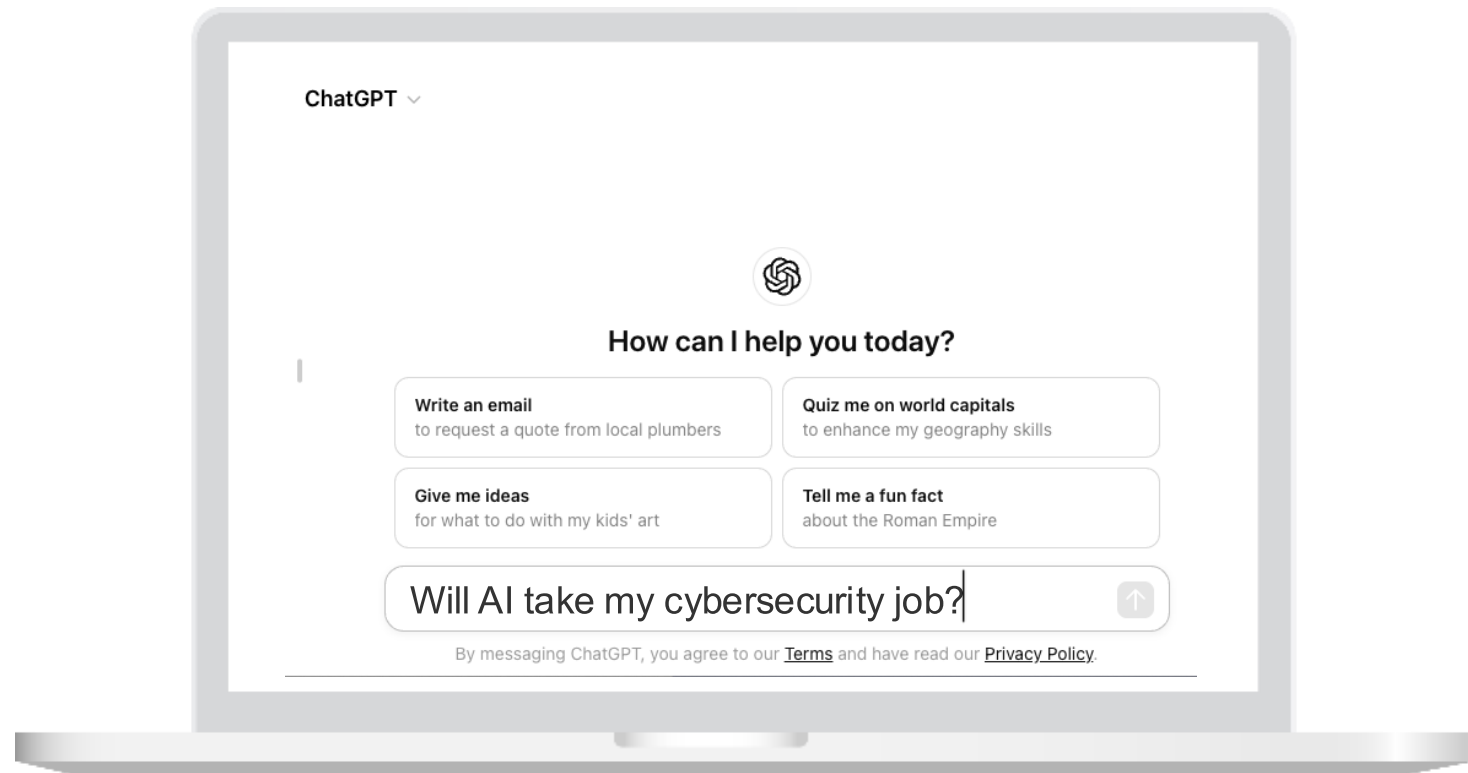 ChatGPT
How can I help you today?
Write an email
to request a quote from local plumbers
Quiz me on world capitals
to enhance my geography skills
Give me ideas
for what to do with my kids' art
Tell me a fun fact
about the Roman Empire
Will AI take my cybersecurity job?
By messaging ChatGPT, you agree to our Terms and have read our Privacy Policy.